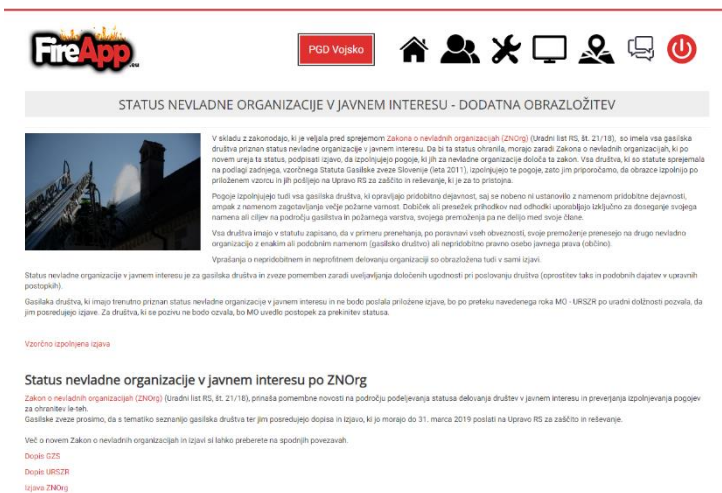 FireApp.eu
PGD Vojsko
STATUS NEVLADNE ORGANIZACIJE V JAVNEM INTERESU - DODATNA OBRAZLOŽITEV
V skladu z zakonodajo, ki je veljala pred sprejemom Zakona o nevladnih organizacijah (ZNOrg) (Uradni list RS, št. 21/18), so imela vsa gasilska
društva priznan status nevladne organizacije v javnem interesu. Da bi ta status ohranila, morajo zaradi Zakona o nevladnih organizacijah, ki po
novem ureja ta status, podpisati izjavo, da izpolnjujejo pogoje, ki jih za nevladne organizacije določa ta zakon. Vsa društva, ki so statute sprejemala
na podlagi zadnjega, vzorčnega Statuta Gasilske zveze Slovenije (leta 2011), izpolnjujejo te pogoje, zato jim priporočamo, da obrazce izpolnijo po
priloženem vzorcu in jih pošljejo na Upravo RS za zaščito in reševanje, ki je za to pristojna.
Pogoje izpolnjujejo tudi vsa gasilska društva, ki opravljajo pridobitno dejavnost, saj se nobeno ni ustanovilo z namenom pridobitne dejavnosti,
ampak z namenom zagotavljanja večje požarne varnost. Dobiček ali presežek prihodkov nad odhodki uporabljajo izključno za doseganje svojega
namena ali ciljev na področju gasilstva in požarnega varstva, svojega premoženja pa ne delijo med svoje člane.
Vsa društva imajo v statutu zapisano, da v primeru prenehanja, po poravnavi vseh obveznosti, svoje premoženje prenesejo na drugo nevladno
organizacijo z enakim ali podobnim namenom (gasilsko društvo) ali nepridobitno pravno osebo javnega prava (občino).
Vprašanja o nepridobitnem in neprofitnem delovanju organizaciji so obrazložena tudi v sami izjavi.
Status nevladne organizacije v javnem interesu je za gasilska društva in zveze pomemben zaradi uveljavljanja določenih ugodnosti pri poslovanju društva (oprostitev taks in podobnih dajatev v upravnih
postopkih).
Gasilska društva, ki imajo trenutno priznan status nevladne organizacije v javnem interesu in ne bodo poslala priložene izjave, bo po preteku navedenega roka MO - URSZR po uradni dolžnosti pozvala, da
jim posredujejo izjave. Za društva, ki se pozivu ne bodo ozvala, bo MO uvedlo postopek za prekinitev statusa.
Vzorčno izpolnjena izjava
Status nevladne organizacije v javnem interesu po ZNOrg
Zakon o nevladnih organizacijah (ZNOrg) (Uradni list RS, št. 21/18), prinaša pomembne novosti na področju podeljevanja statusa delovanja društev v javnem interesu in preverjanja izpolnjevanja pogojev
za ohranitev le-teh.
Gasilske zveze prosimo, da s tematiko seznanijo gasilska društva ter jim posredujejo dopisa in izjavo, ki jo morajo do 31. marca 2019 poslati na Upravo RS za zaščito in reševanje.
Več o novem Zakon o nevladnih organizacijah in izjavi si lahko preberete na spodnjih povezavah.
Dopis GZS
Dopis URSZR
Izjava ZNOrg